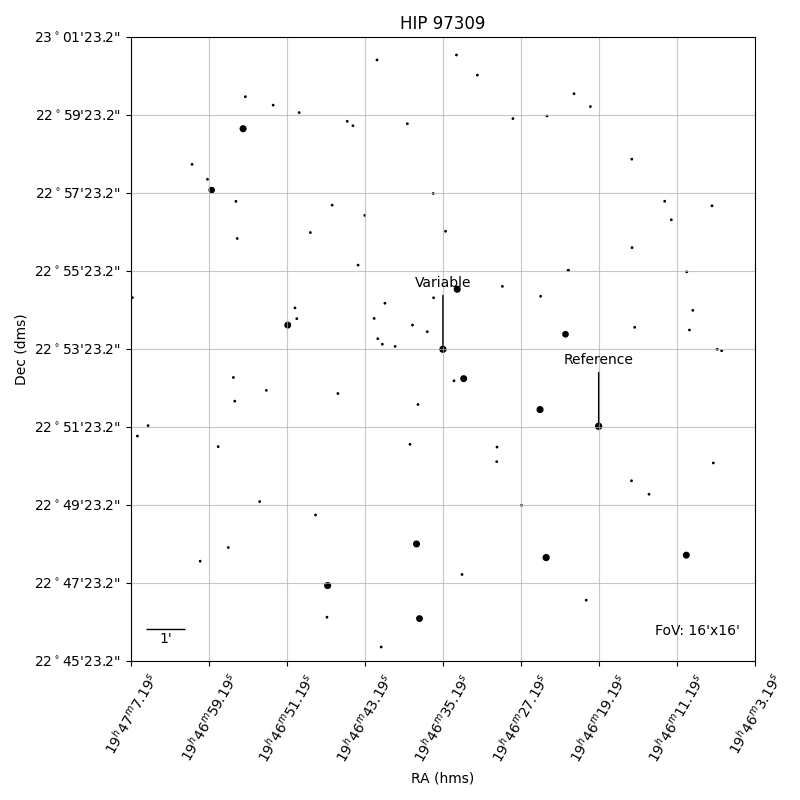 HIP 97309
Dec (dms)
23°01'23.2"
22°59'23.2"
22°57'23.2"
22°55'23.2"
22°53'23.2"
22°51'23.2"
22°49'23.2"
22°47'23.2"
22°45'23.2"
Variable
Reference
1'
FoV: 16'x16'
19ʰ47ᵐ7.19ˢ
19ʰ46ᵐ59.19ˢ
19ʰ46ᵐ51.19ˢ
19ʰ46ᵐ43.19ˢ
19ʰ46ᵐ35.19ˢ
19ʰ46ᵐ27.19ˢ
19ʰ46ᵐ19.19ˢ
19ʰ46ᵐ11.19ˢ
19ʰ46ᵐ3.19ˢ
RA (hms)